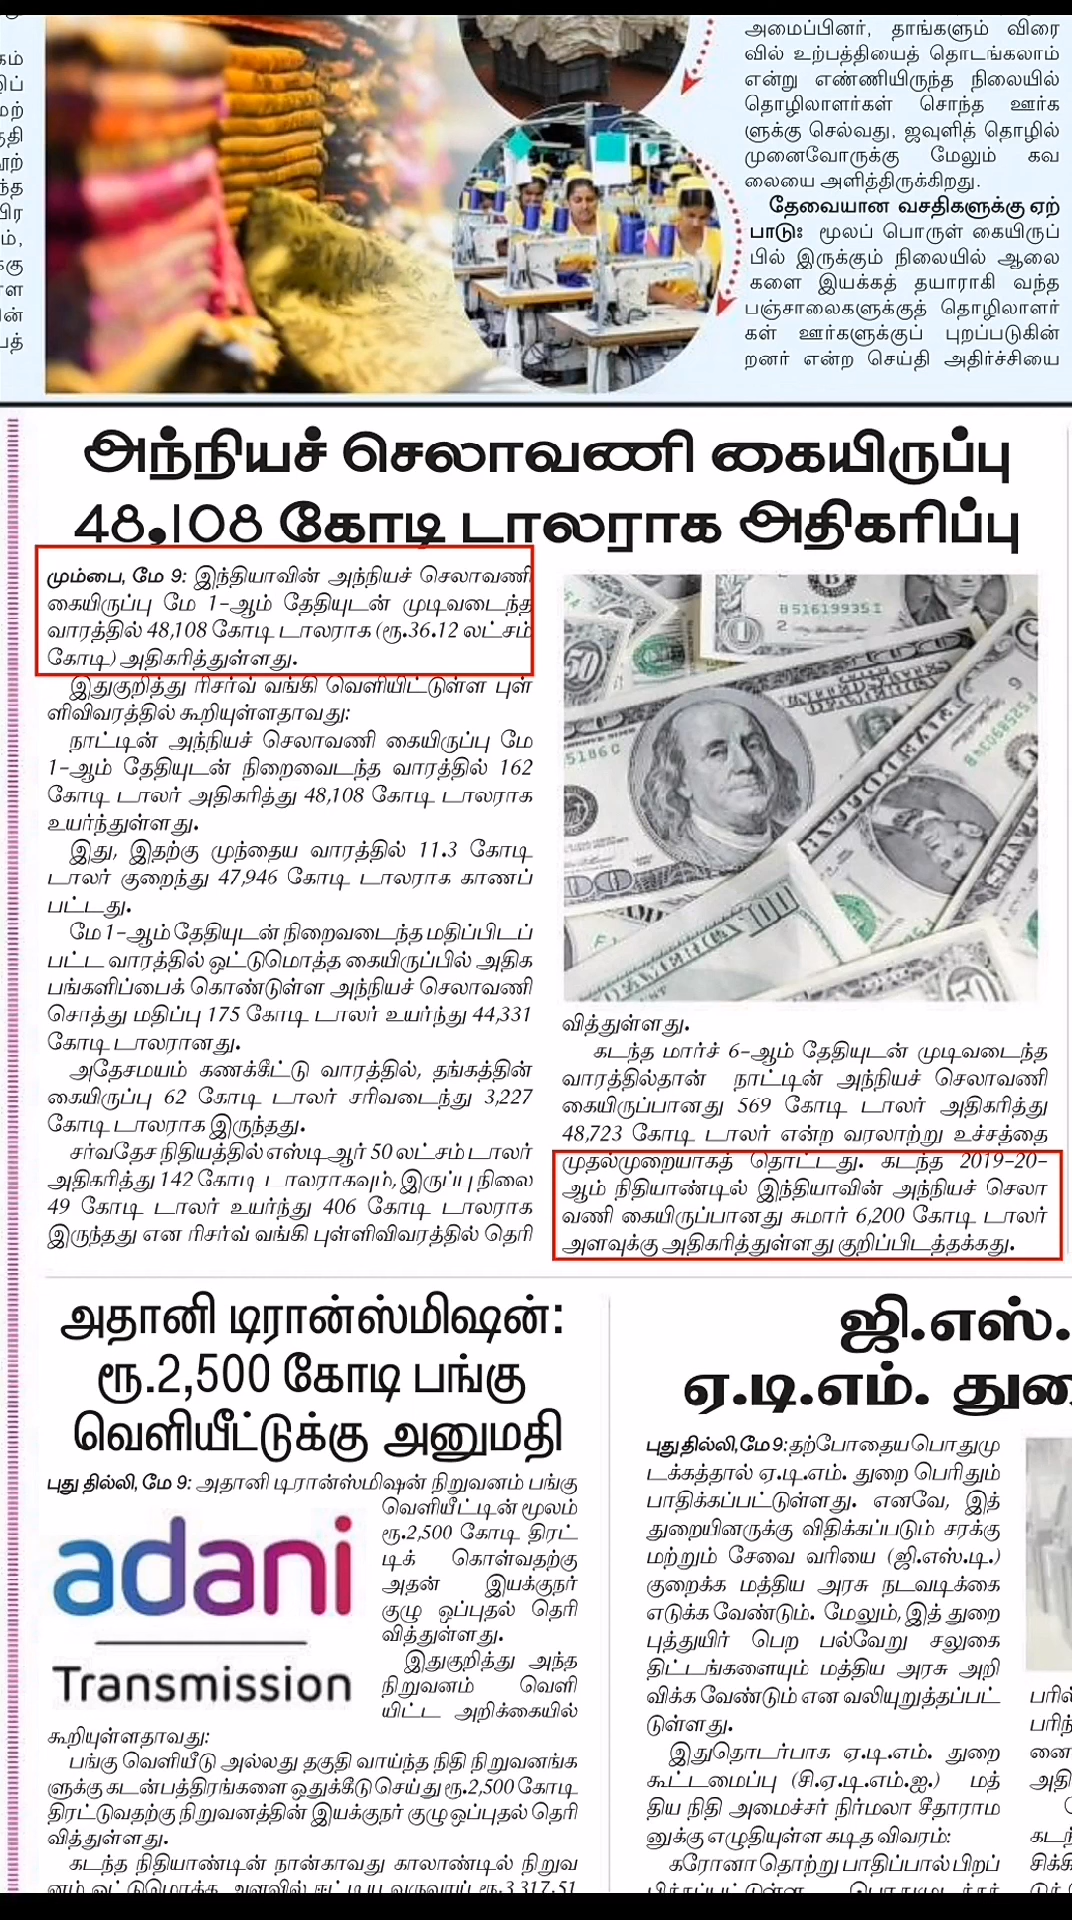 அமைப்பினர், தாங்களும் விரை
வில் உற்பத்தியைத் தொடங்கலாம்
என்று எண்ணியிருந்த நிலையில்
தொழிலாளர்கள் சொந்த ஊர்க
ளுக்கு செல்வது, ஜவுளித் தொழில்
முனைவோருக்கு மேலும் கவ
லையை அளித்திருக்கிறது.
தேவையான வசதிகளுக்கு ஏற்
பாடு: மூலப் பொருள் கையிருப்
பில் இருக்கும் நிலையில் ஆலை
களை இயக்கத் தயாராகி வந்த
பஞ்சாலைகளுக்குத் தொழிலாளர்
கள் ஊர்களுக்குப் புறப்படுகின்
றனர் என்ற செய்தி அதிர்ச்சியை
அந்நியச் செலாவணி கையிருப்பு
48,108 கோடி டாலராக அதிகரிப்பு
மும்பை, மே 9: இந்தியாவின் அந்நியச் செலாவணி
கையிருப்பு மே 1-ஆம் தேதியுடன் முடிவடைந்த
வாரத்தில் 48,108 கோடி டாலராக (ரூ.36.12 லட்சம்
கோடி) அதிகரித்துள்ளது.
இதுகுறித்து ரிசர்வ் வங்கி வெளியிட்டுள்ள புள்
ளிவிவரத்தில் கூறியுள்ளதாவது:
நாட்டின் அந்நியச் செலாவணி கையிருப்பு மே
1-ஆம் தேதியுடன் நிறைவைடந்த வாரத்தில் 162
கோடி டாலர் அதிகரித்து 48,108 கோடி டாலராக
உயர்ந்துள்ளது.
இது, இதற்கு முந்தைய வாரத்தில் 11.3 கோடி
டாலர் குறைந்து 47,946 கோடி டாலராக காணப்
பட்டது.
மே 1-ஆம் தேதியுடன் நிறைவடைந்த மதிப்பிடப்
பட்ட வாரத்தில் ஒட்டுமொத்த கையிருப்பில் அதிக
பங்களிப்பைக் கொண்டுள்ள அந்நியச் செலாவணி
சொத்து மதிப்பு 175 கோடி டாலர் உயர்ந்து 44,331
கோடி டாலரானது.
அதேசமயம் கணக்கீட்டு வாரத்தில், தங்கத்தின்
கையிருப்பு 62 கோடி டாலர் சரிவடைந்து 3,227
கோடி டாலராக இருந்தது.
சர்வதேச நிதியத்தில் எஸ்டிஆர் 50 லட்சம் டாலர்
அதிகரித்து 142 கோடி டாலராகவும், இருப்பு நிலை
49 கோடி டாலர் உயர்ந்து 406 கோடி டாலராக
இருந்தது என ரிசர்வ் வங்கி புள்ளிவிவரத்தில் தெரி
வித்துள்ளது.
கடந்த மார்ச் 6-ஆம் தேதியுடன் முடிவடைந்த
வாரத்தில்தான் நாட்டின் அந்நியச் செலாவணி
கையிருப்பானது 569 கோடி டாலர் அதிகரித்து
48,723 கோடி டாலர் என்ற வரலாற்று உச்சத்தை
முதல்முறையாகத் தொட்டது. கடந்த 2019-20-
ஆம் நிதியாண்டில் இந்தியாவின் அந்நியச் செலா
வணி கையிருப்பானது சுமார் 6,200 கோடி டாலர்
அளவுக்கு அதிகரித்துள்ளது குறிப்பிடத்தக்கது.
அதானி டிரான்ஸ்மிஷன்:
ரூ.2,500 கோடி பங்கு
வெளியீட்டுக்கு அனுமதி
புது தில்லி, மே 9: அதானி டிரான்ஸ்மிஷன் நிறுவனம் பங்கு
வெளியீட்டின் மூலம்
ரூ.2,500 கோடி திரட்
டிக் கொள்வதற்கு
அதன் இயக்குநர்
குழு ஒப்புதல் தெரி
வித்துள்ளது.
இதுகுறித்து அந்த
நிறுவனம் வெளி
யிட்ட அறிக்கையில்
adani
Transmission
கூறியுள்ளதாவது:
பங்கு வெளியீடு அல்லது தகுதி வாய்ந்த நிதி நிறுவனங்க
ளுக்கு கடன்பத்திரங்களை ஒதுக்கீடு செய்து ரூ.2,500 கோடி
திரட்டுவதற்கு நிறுவனத்தின் இயக்குநர் குழு ஒப்புதல் தெரி
வித்துள்ளது.
கடந்த நிதியாண்டின் நான்காவது காலாண்டில் நிறுவ
னம் ஒட்டுமொத்த அளவில் ஈட்டிய வருவாய் ரூ.3,317.51
ஜி.எஸ்.
ஏ.டி.எம்.
புது தில்லி, மே 9: தற்போதைய பொதுமு
டக்கத்தால் ஏ.டி.எம். துறை பெரிதும்
பாதிக்கப்பட்டுள்ளது. எனவே, இத்
துறையினருக்கு விதிக்கப்படும் சரக்கு
மற்றும் சேவை வரியை (ஜி.எஸ்.டி.)
குறைக்க மத்திய அரசு நடவடிக்கை
எடுக்க வேண்டும். மேலும், இத் துறை
புத்துயிர் பெற பல்வேறு சலுகை
திட்டங்களையும் மத்திய அரசு அறி
விக்க வேண்டும் என வலியுறுத்தப்பட்
டுள்ளது.
இதுதொடர்பாக ஏ.டி.எம். துறை
கூட்டமைப்பு (சி.ஏ.டி.எம்.ஐ.) மத்
திய நிதி அமைச்சர் நிர்மலா சீதாராம
னுக்கு எழுதியுள்ள கடித விவரம்:
கரோனா தொற்று பாதிப்பால் பிறப்